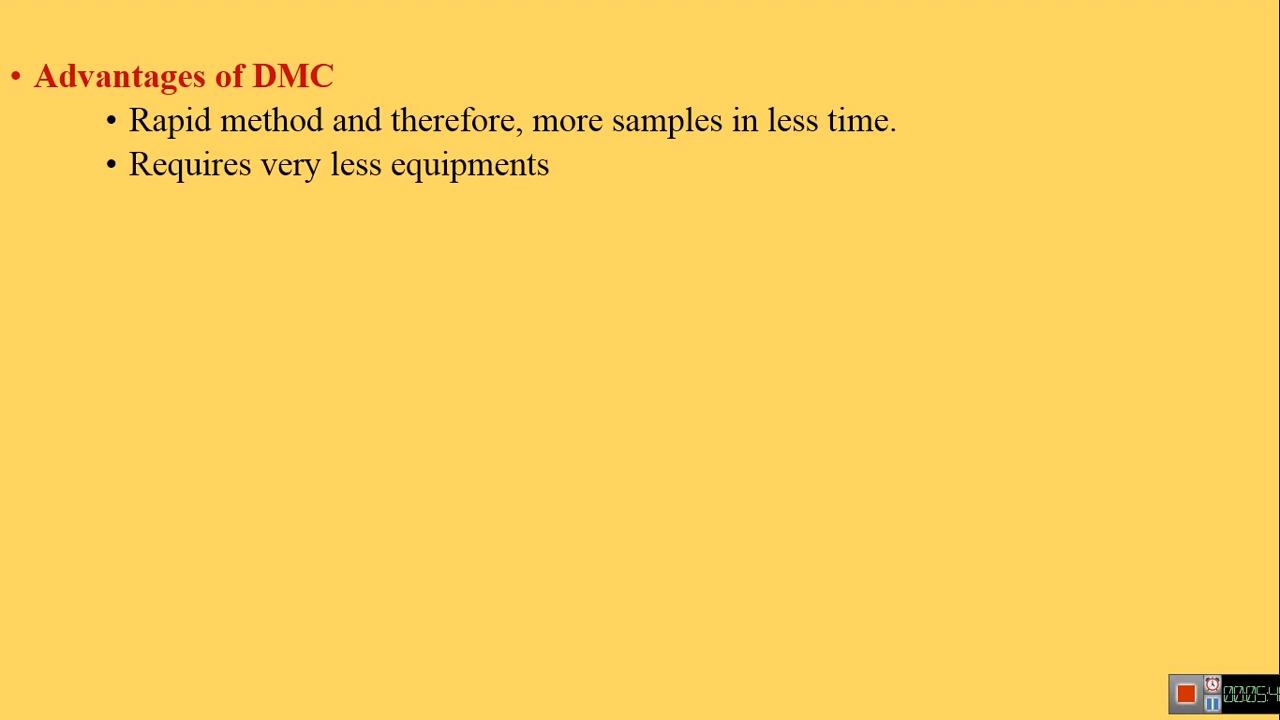 • Advantages of DMC
• Rapid method and therefore, more samples in less time.
• Requires very less equipments